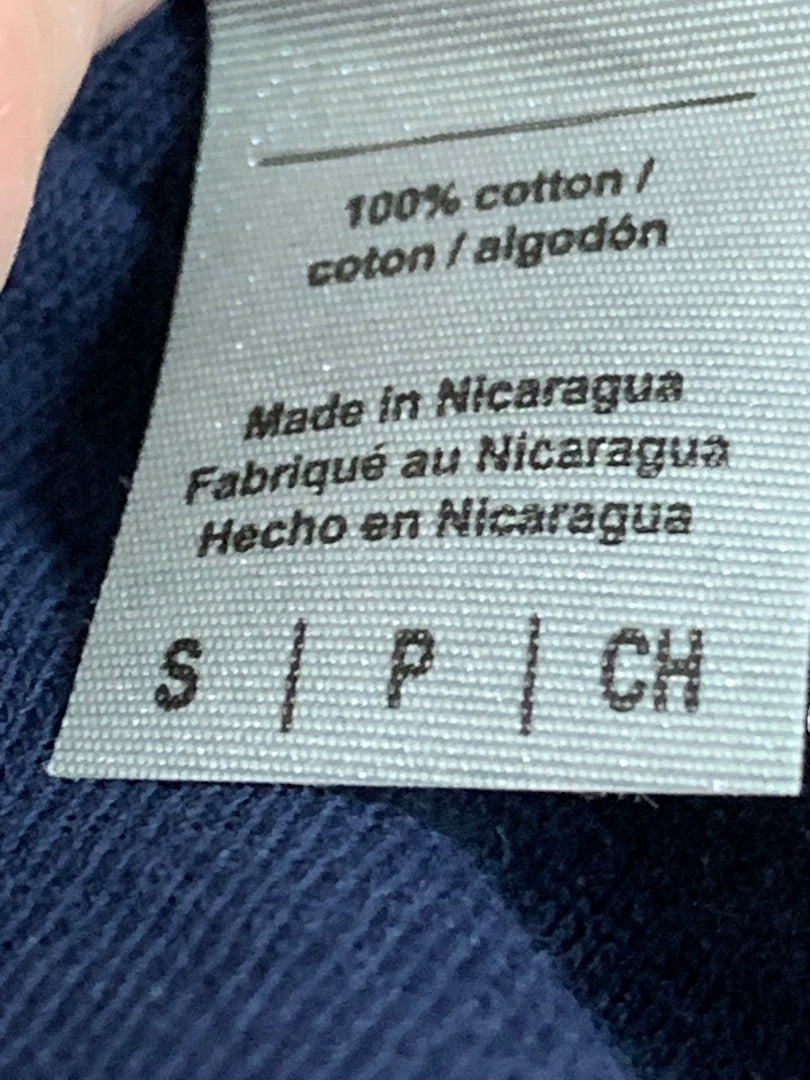 100% cotton /
coton / algodón
Made in Nicaragua
Fabriqué au Nicaragua
Hecho en Nicaragua
S | P | CH